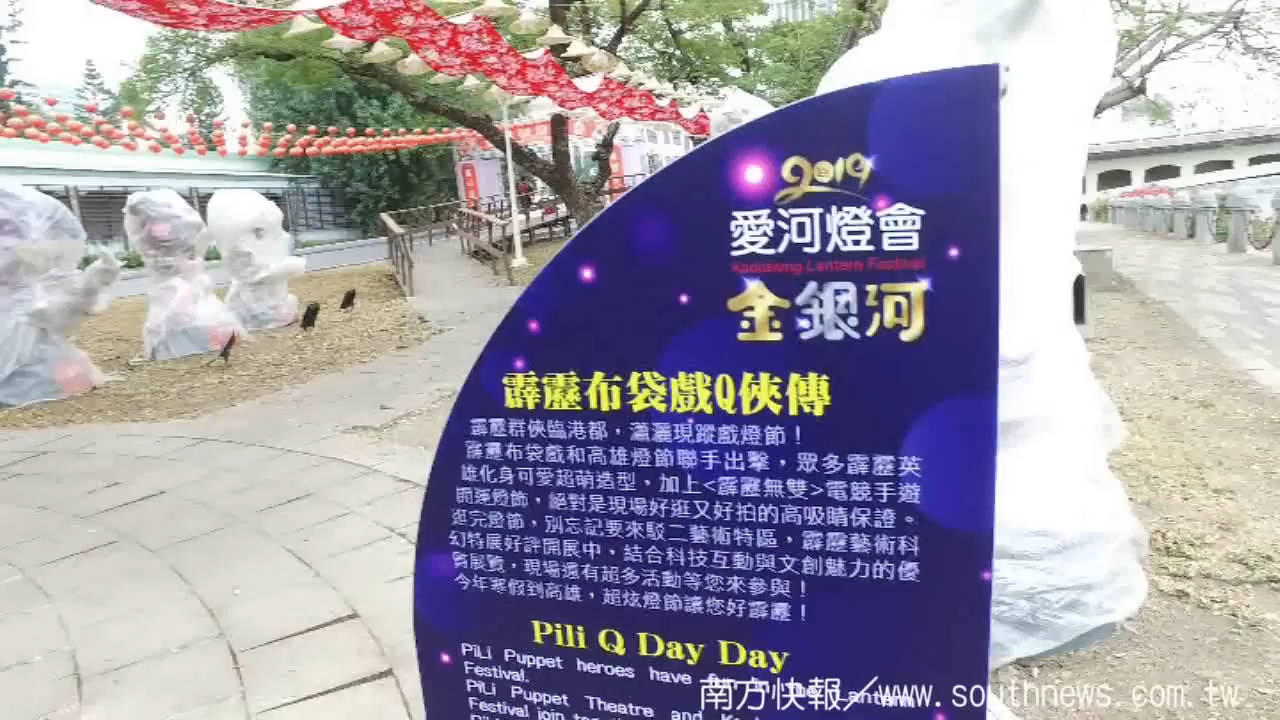 2019
愛河燈會
Kaohsiung Lantern Festival
金銀河
霹靂布袋戲Q俠傳
霹靂群俠臨港都，瀟灑現蹤戲燈節！
霹靂布袋戲和高雄燈節聯手出擊，眾多霹靂英
雄化身可愛超萌造型，加上<霹靂無雙>電競手遊
開運燈飾，絕對是現場好逛又好拍的高吸睛保證。
逛完燈節，別忘記要來駁二藝術特區，霹靂藝術科
幻特展好評開展中，結合科技互動與文創魅力的優
質展覽，現場還有超多活動等您來參與！
今年寒假到高雄，超炫燈節讓您好霹靂！
Pili Q Day Day
PiLi Puppet heroes have fun in the Lantern
Festival.
PiLi Puppet Theatre and
Festival join
南方快報／www.southnews.com.tw